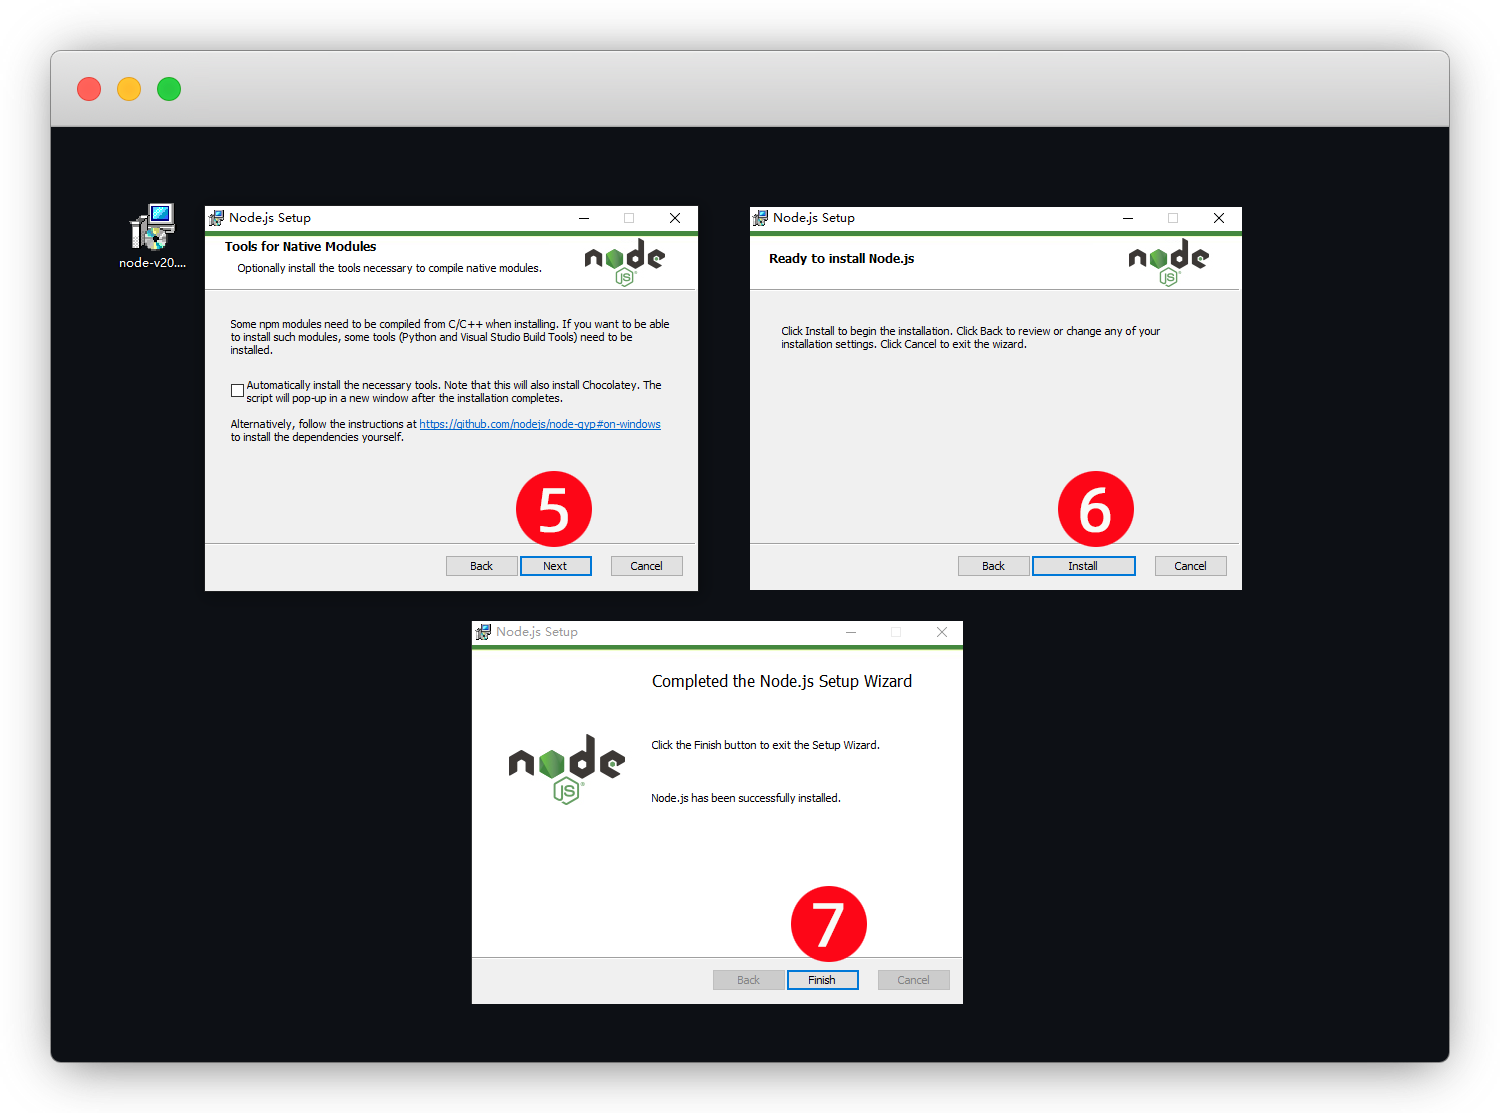 node-v20....
Node.js Setup
Tools for Native Modules
Optionally install the tools necessary to compile native modules.
node
JS
Some npm modules need to be compiled from C/C++ when installing. If you want to be able
to install such modules, some tools (Python and Visual Studio Build Tools) need to be
installed.
Automatically install the necessary tools. Note that this will also install Chocolatey. The
script will pop-up in a new window after the installation completes.
Alternatively, follow the instructions at https://github.com/nodejs/node-gyp#on-windows
to install the dependencies yourself.
5
Back Next Cancel
Node.js Setup
Ready to install Node.js
node
JS
Click Install to begin the installation. Click Back to review or change any of your
installation settings. Click Cancel to exit the wizard.
6
Back Install Cancel
Node.js Setup
Completed the Node.js Setup Wizard
node
JS
Click the Finish button to exit the Setup Wizard.
Node.js has been successfully installed.
7
Back Finish Cancel